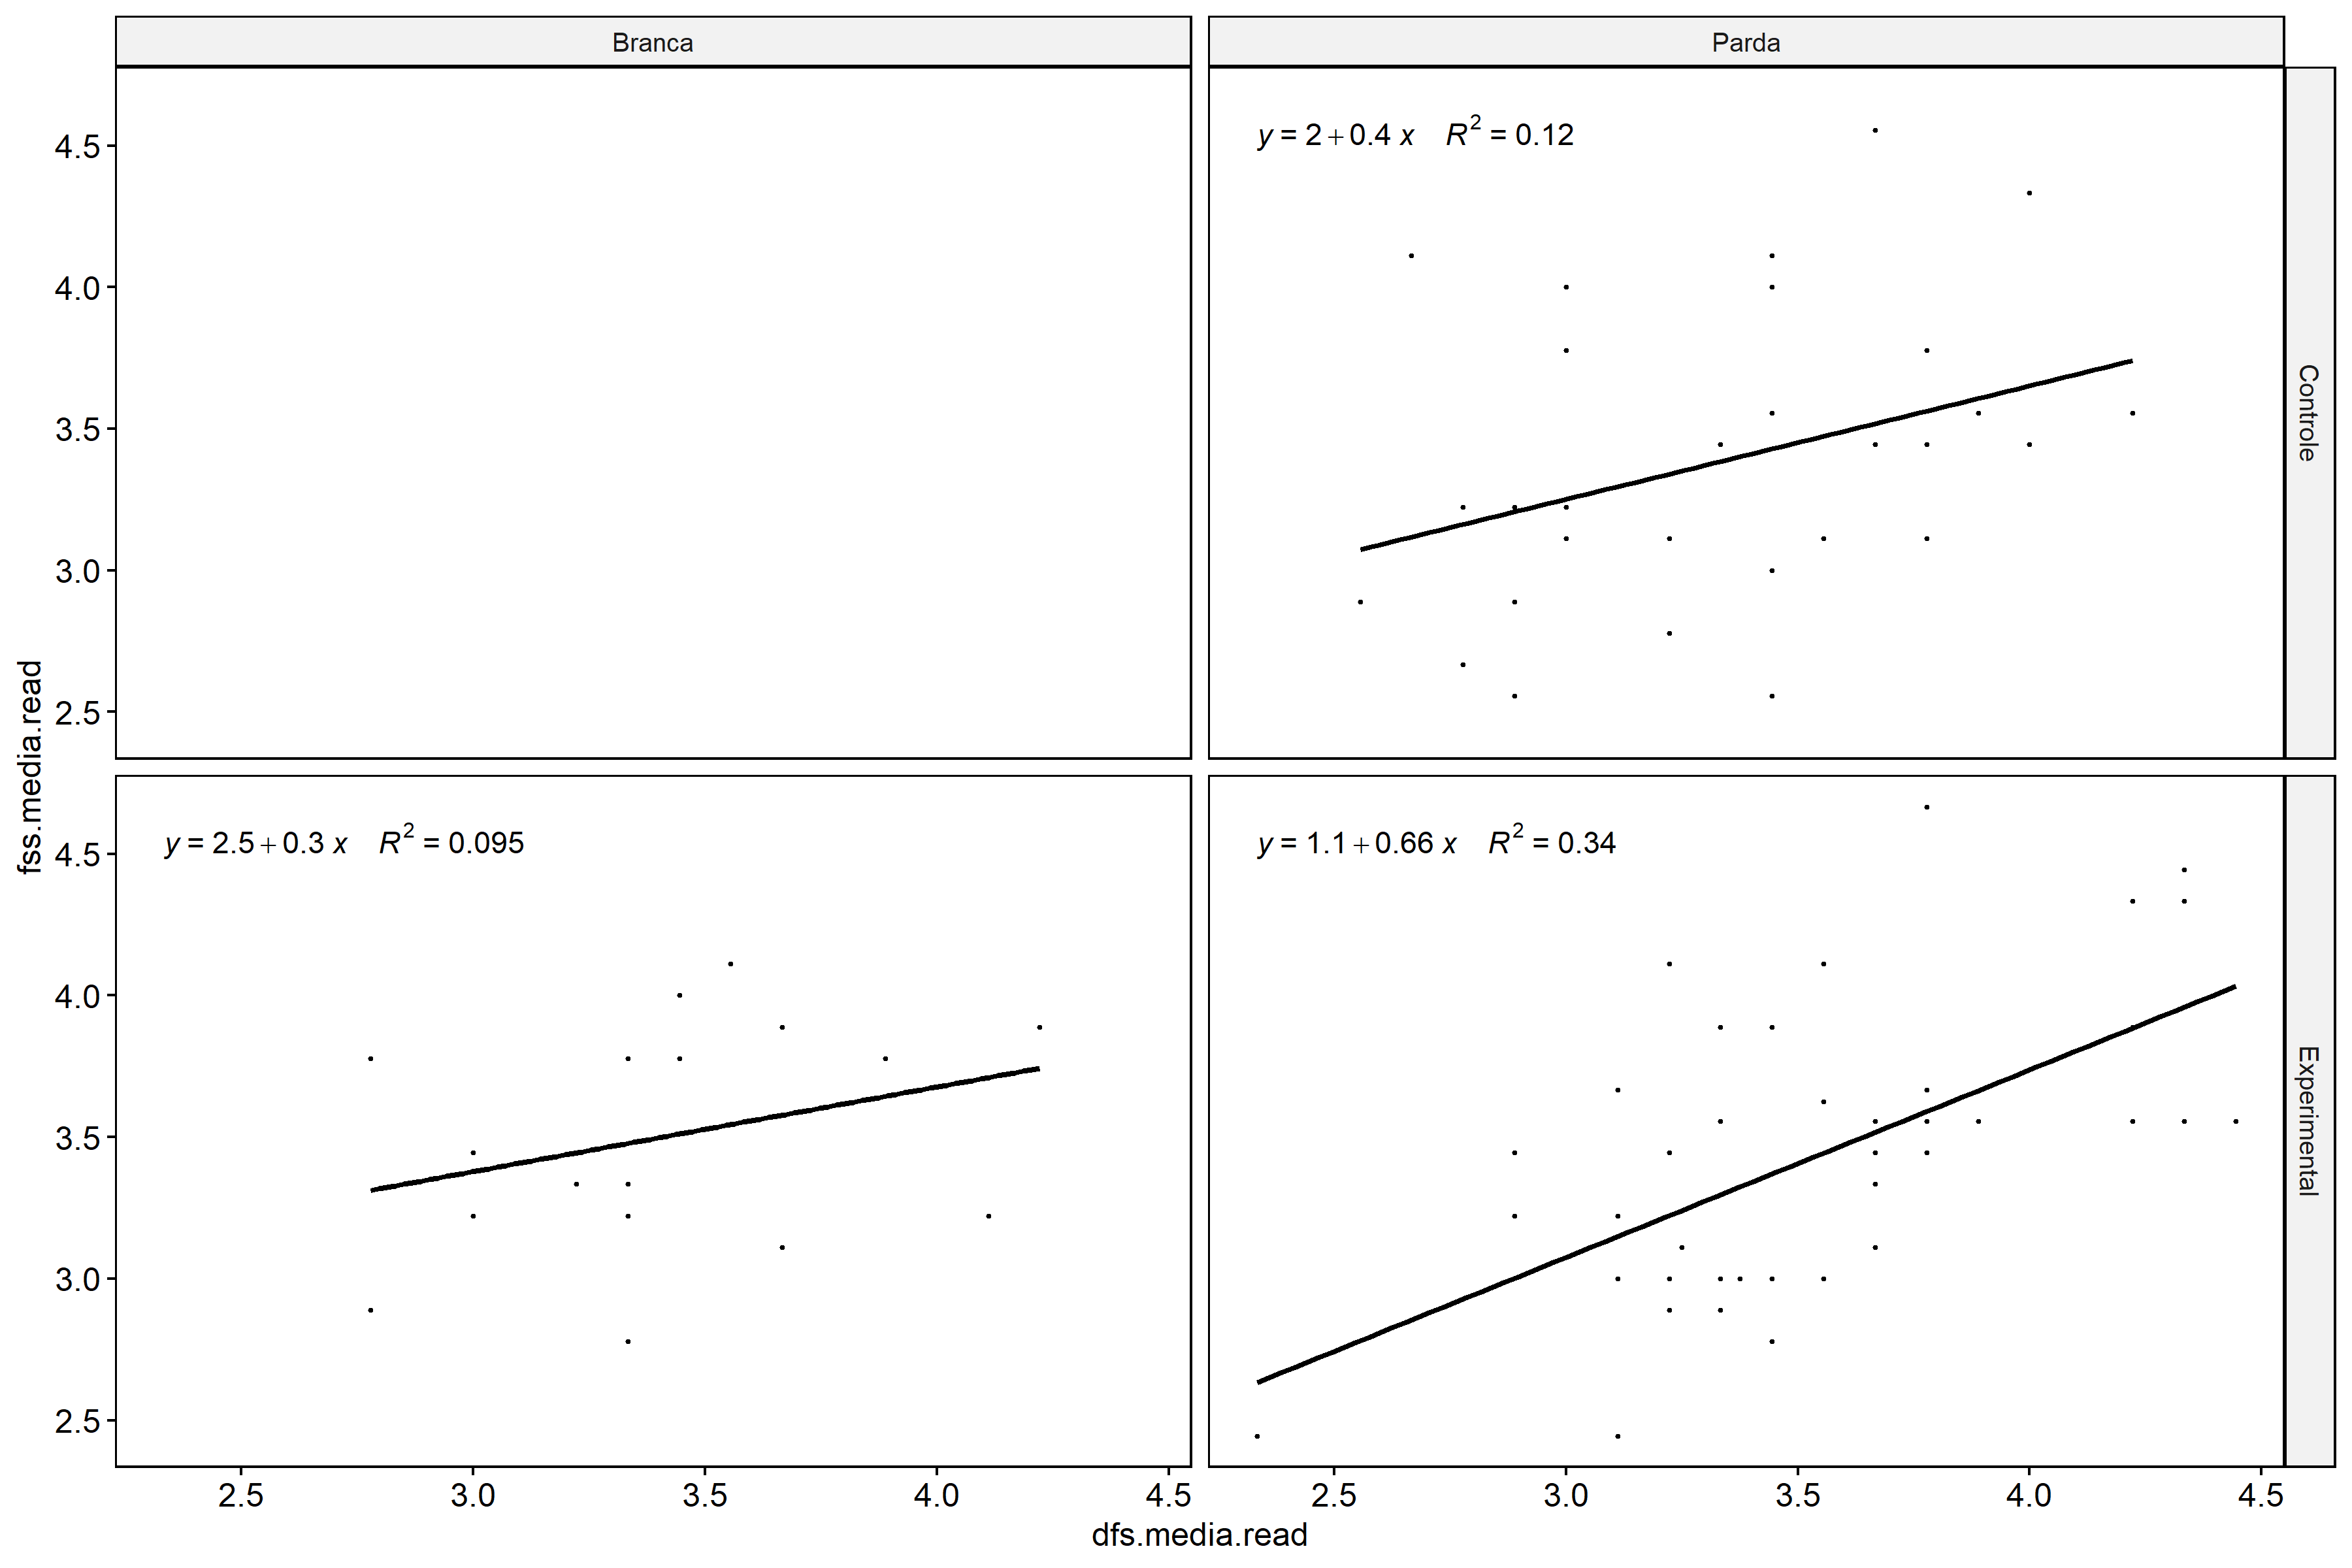 Branca
Parda
4.5
4.0
3.5
3.0
2.5
y = 2 + 0.4 x R² = 0.12
Controle
fss.media.read
4.5
4.0
3.5
3.0
2.5
y = 2.5 + 0.3 x R² = 0.095
y = 1.1 + 0.66 x R² = 0.34
Experimental
2.5 3.0 3.5 4.0 4.5
2.5 3.0 3.5 4.0 4.5
dfs.media.read